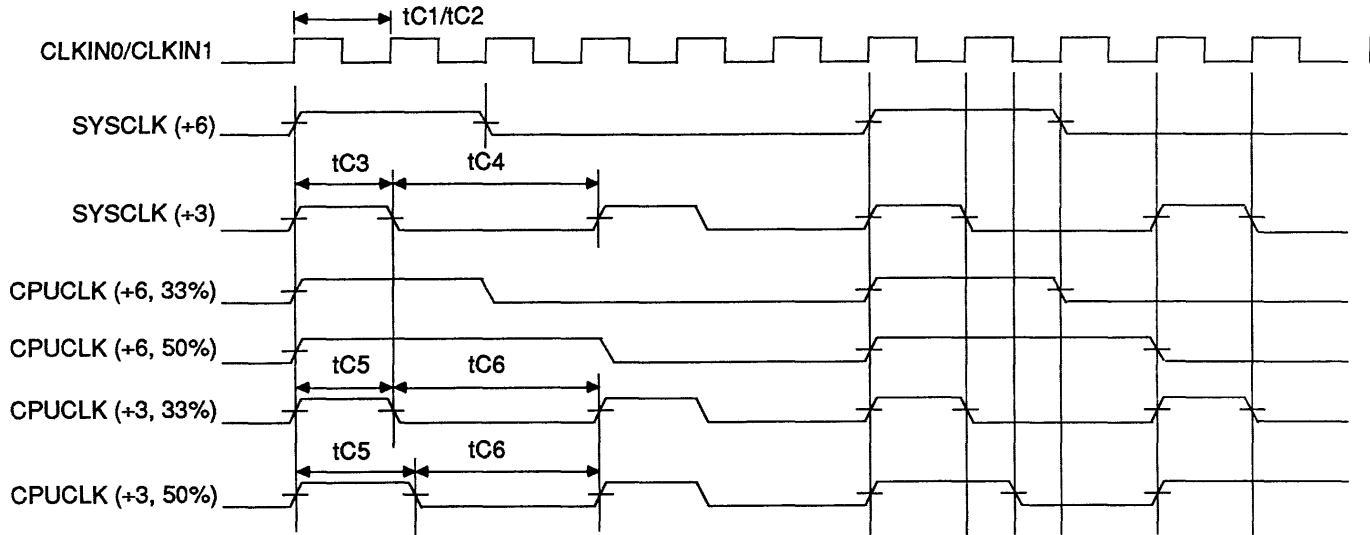 tC1/tC2
CLKIN0/CLKIN1
SYSCLK (÷6)
tC3 tC4
SYSCLK (÷3)
CPUCLK (÷6, 33%)
CPUCLK (÷6, 50%)
tC5 tC6
CPUCLK (÷3, 33%)
tC5 tC6
CPUCLK (÷3, 50%)